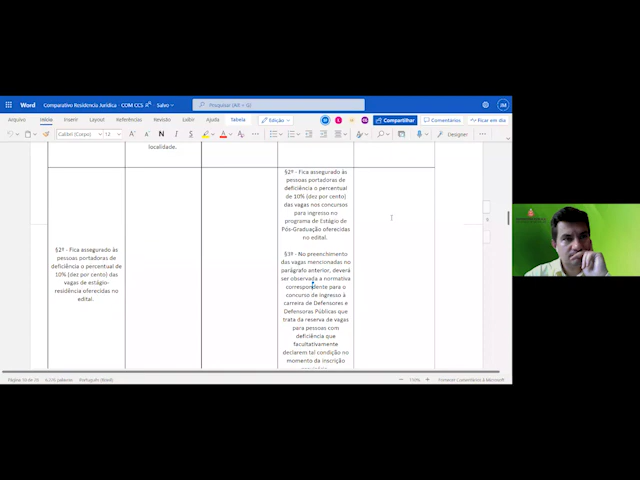 Word Comparativo Residencia Jurídica - COM CCS Salvo Pesquisar (Alt + G) ZM
Arquivo Início Inserir Layout Referências Revisão Exibir Ajuda Tabela Edição Compartilhar Comentários Ficar em dia
Calibri (Corpo) 12 A A N I S A A Designer
localidade.
§2º - Fica assegurado às
pessoas portadoras de
deficiência o percentual de
10% (dez por cento) das
vagas de estágio-
residência oferecidas no
edital.
§2º - Fica assegurado às
pessoas portadoras de
deficiência o percentual
de 10% (dez por cento)
das vagas nos concursos
para ingresso no
programa de Estágio de
Pós-Graduação oferecidas
no edital.
§3º - No preenchimento
das vagas mencionadas no
parágrafo anterior, deverá
ser observada a normativa
correspondente para o
concurso de ingresso à
carreira de Defensores e
Defensoras Públicas que
trata da reserva de vagas
para pessoas com
deficiência que
facultativamente
declarem tal condição no
momento da inscrição
Português (Brasil)